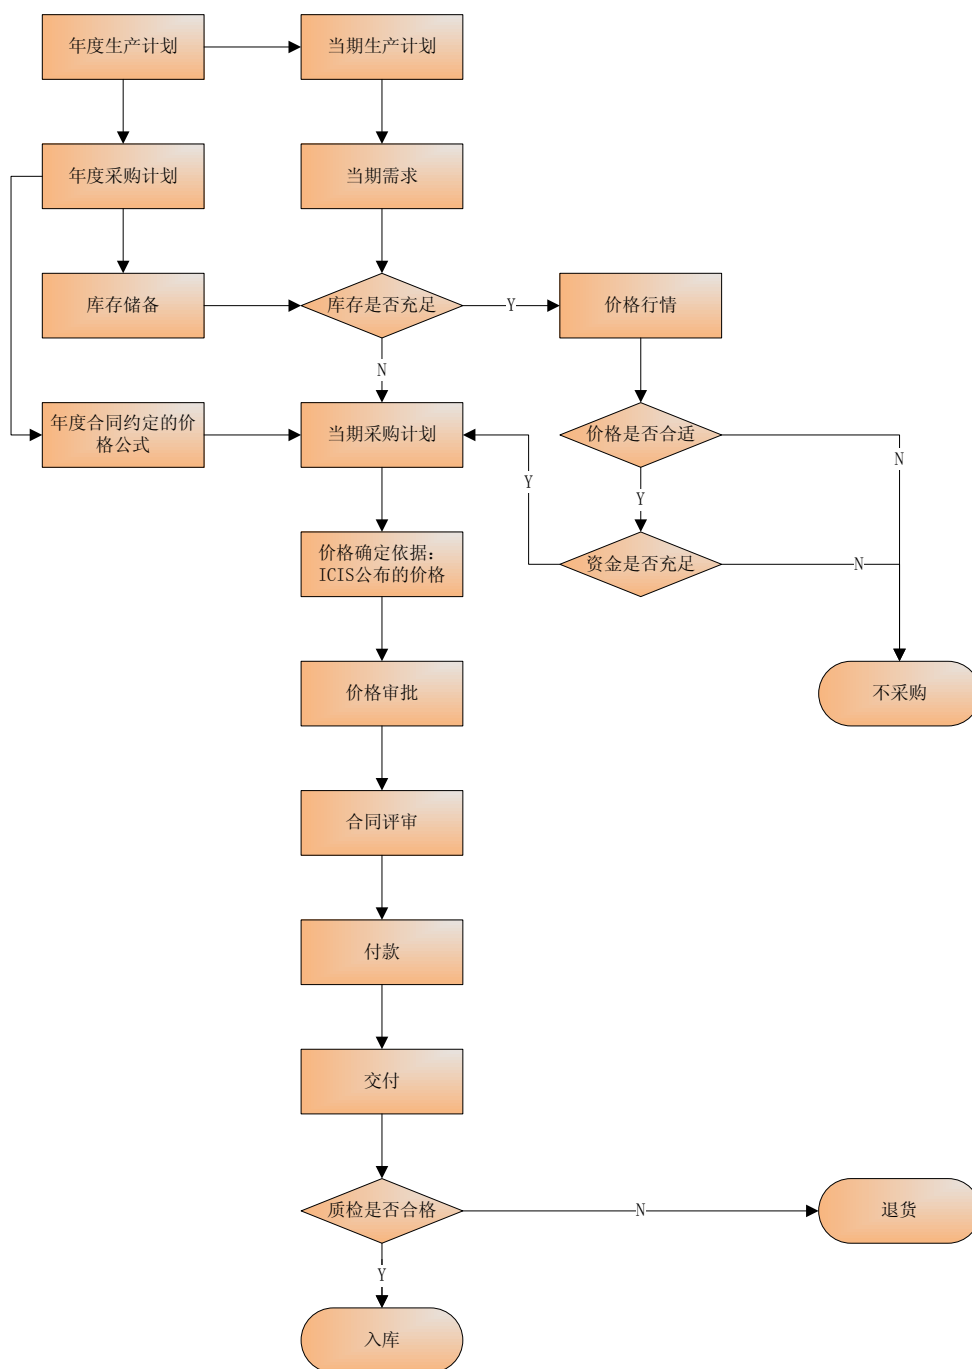 年度生产计划
当期生产计划
年度采购计划
当期需求
库存储备
库存是否充足
Y
价格行情
N
年度合同约定的价
格公式
当期采购计划
价格是否合适
N
Y
Y
价格确定依据：
ICIS公布的价格
资金是否充足
N
价格审批
不采购
合同评审
付款
交付
质检是否合格
N
退货
Y
入库